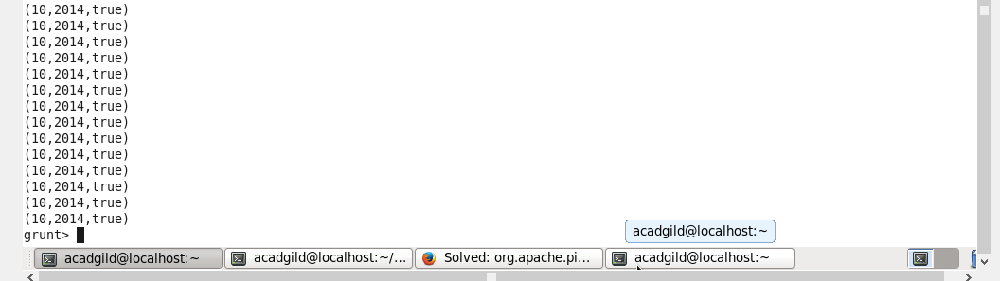 (10,2014,true)
(10,2014,true)
(10,2014,true)
(10,2014,true)
(10,2014,true)
(10,2014,true)
(10,2014,true)
(10,2014,true)
(10,2014,true)
(10,2014,true)
(10,2014,true)
(10,2014,true)
(10,2014,true)
(10,2014,true)
grunt>
acadgild@localhost:~
acadgild@localhost:~
acadgild@localhost:~/...
Solved: org.apache.pi...
acadgild@localhost:~